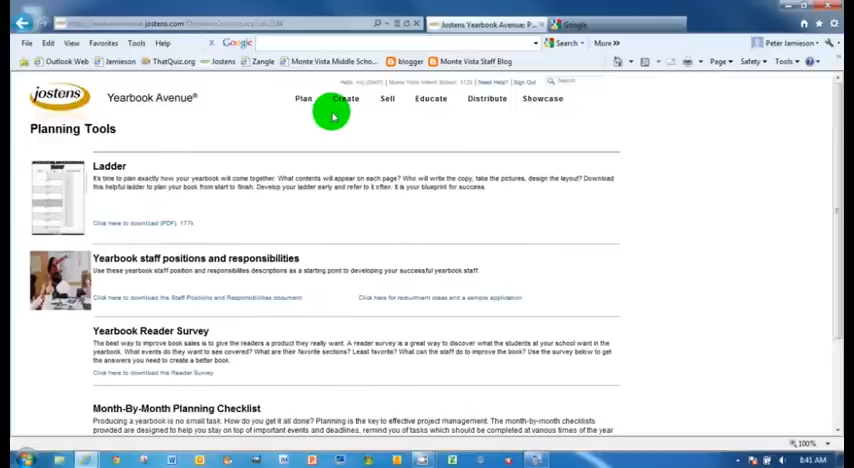 Jostens Yearbook Avenue: P...
Google
File Edit View Favorites Tools Help
x Google Search More» Peter Jamieson
Outlook Web Jamieson ThatQuiz.org Jostens Zangle Monte Vista Middle Scho... blogger Monte Vista Staff Blog Page Safety Tools
Need Help? Sign Out Search
jostens Yearbook Avenue®
Plan Create Sell Educate Distribute Showcase
Planning Tools
Ladder
It's time to plan exactly how your yearbook will come together. What contents will appear on each page? Who will write the copy, take the pictures, design the layout? Download
this helpful ladder to plan your book from start to finish. Develop your ladder early and refer to it often. It is your blueprint for success.
Click here to download (PDF), 177k
Yearbook staff positions and responsibilities
Use these yearbook staff position and responsibilites descriptions as a starting point to developing your successful yearbook staff.
Click here to download the Staff Positions and Responsibilities document
Click here for recruitment ideas and a sample application
Yearbook Reader Survey
The best way to improve book sales is to give the readers a product they really want. A reader survey is a great way to discover what the students at your school want in the
yearbook. What events do they want to see covered? What are their favorite sections? Least favorite? What can the staff do to improve the book? Use the survey below to get
the answers you need to create a better book.
Click here to download the Reader Survey
Month-By-Month Planning Checklist
Producing a yearbook is no small task. How do you get it all done? Planning is the key to effective project management. The month-by-month checklists
provided are designed to help you stay on top of important events and deadlines, remind you of tasks which should be completed at various times of the year
100%
8:41 AM